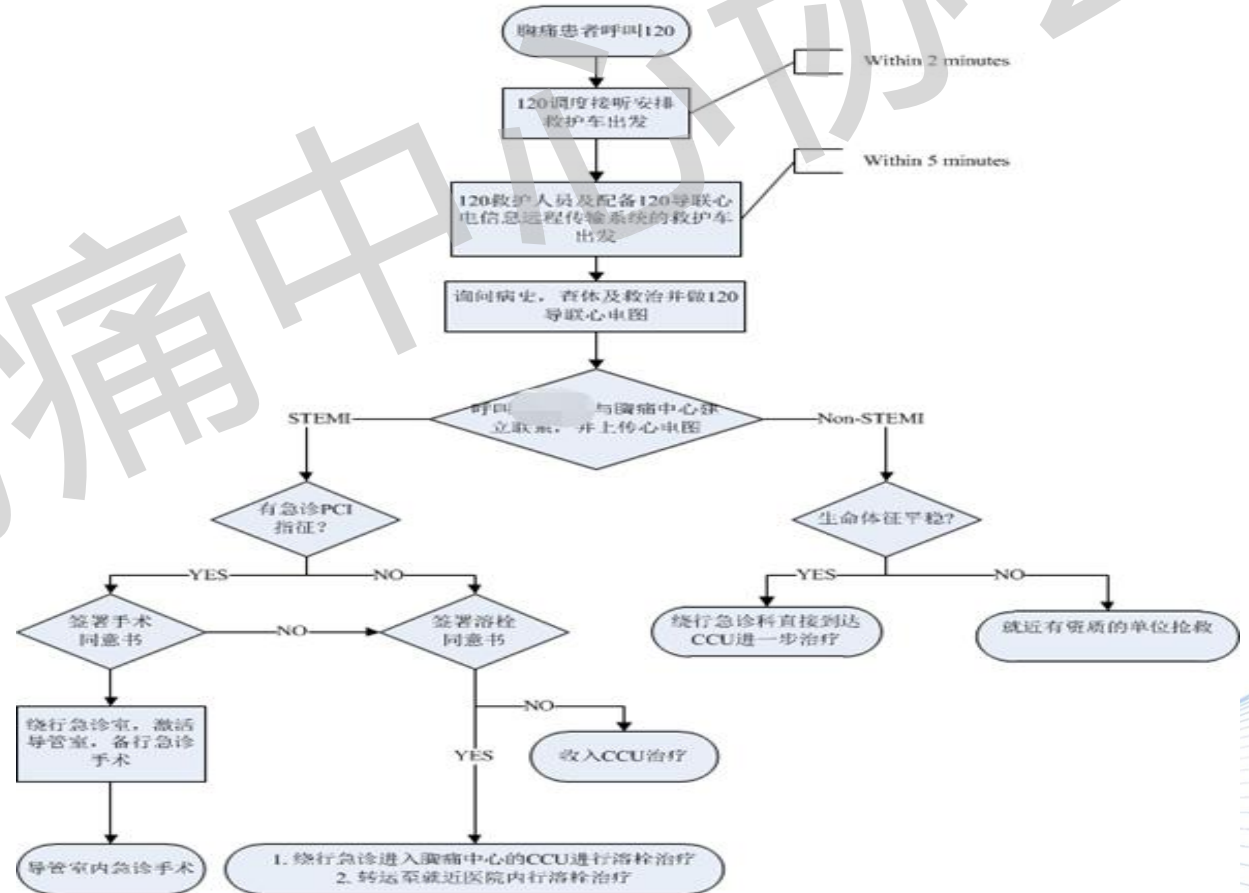 胸痛患者呼叫120
Within 2 minutes
120调度接听安排
救护车出发
Within 5 minutes
120救护人员及配备120导联心
电信息远程传输系统的救护车
出发
询问病史，查体及救治并做120
导联心电图
STEMI
呼叫 与胸痛中心建
立联系，并上传心电图
Non-STEMI
有急诊PCI
指征？
生命体征平稳？
YES
NO
YES
NO
签署手术
同意书
NO
签署溶栓
同意书
绕行急诊科直接到达
CCU进一步治疗
就近有资质的单位抢救
绕行急诊室，激活
导管室，备行急诊
手术
NO
YES
收入CCU治疗
导管室内急诊手术
1. 绕行急诊进入胸痛中心的CCU进行溶栓治疗
2. 转运至就近医院内行溶栓治疗
痛中心协